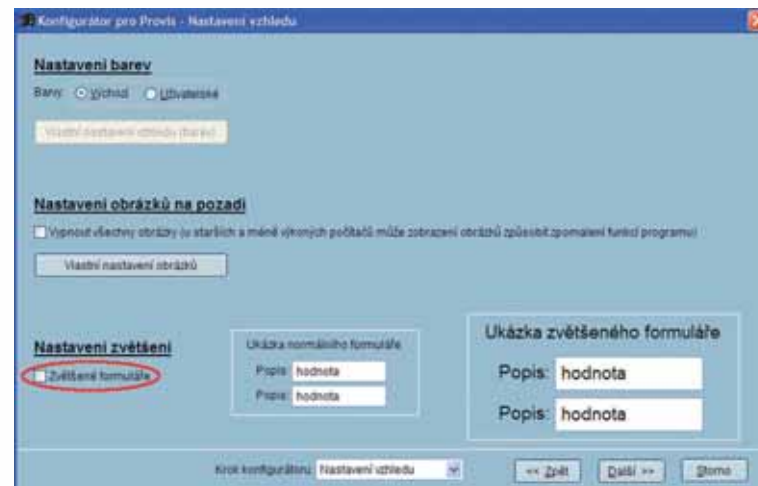 Konfigurátor pro Provis - Nastavení vzhledu
Nastavení barev
Barvy: Výchozí Uživatelské
Vlastní nastavení vzhledu (barev)
Nastavení obrázků na pozadí
Vypnout všechny obrázky (u starších a méně výkonných počítačů může zobrazení obrázků způsobit zpomalení funkcí programu)
Vlastní nastavení obrázků
Nastavení zvětšení
Zvětšené formuláře
Ukázka normálního formuláře
Popis: hodnota
Popis: hodnota
Ukázka zvětšeného formuláře
Popis: hodnota
Popis: hodnota
Krok konfigurátoru: Nastavení vzhledu
<< Zpět
Další >>
Storno